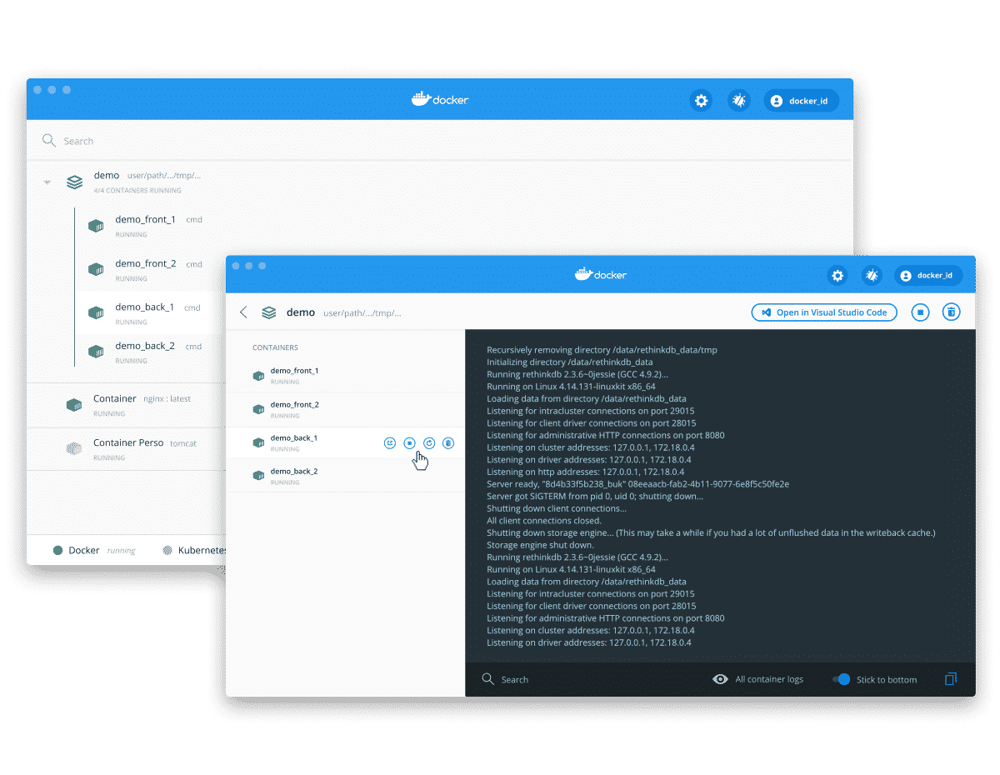 docker
docker_id
Search
demo user/path/.../tmp/...
4/4 CONTAINERS RUNNING
demo_front_1 cmd
RUNNING
demo_front_2 cmd
RUNNING
demo_back_1 cmd
RUNNING
demo_back_2 cmd
RUNNING
Container nginx : latest
RUNNING
Container Perso tomcat
RUNNING
Docker running Kubernetes
docker
docker_id
demo user/path/.../tmp/...
Open in Visual Studio Code
CONTAINERS
demo_front_1
RUNNING
demo_front_2
RUNNING
demo_back_1
RUNNING
demo_back_2
RUNNING
Recursively removing directory /data/rethinkdb_data/tmp
Initializing directory /data/rethinkdb_data
Running rethinkdb 2.3.6~0jessie (GCC 4.9.2)...
Running on Linux 4.14.131-linuxkit x86_64
Loading data from directory /data/rethinkdb_data
Listening for intracluster connections on port 29015
Listening for client driver connections on port 28015
Listening for administrative HTTP connections on port 8080
Listening on cluster addresses: 127.0.0.1, 172.18.0.4
Listening on driver addresses: 127.0.0.1, 172.18.0.4
Listening on http addresses: 127.0.0.1, 172.18.0.4
Server ready, "8d4b33f5b238_buk" 08eeaacb-fab2-4b11-9077-6e8f5c50fe2e
Server got SIGTERM from pid 0, uid 0; shutting down...
Shutting down client connections...
All client connections closed.
Shutting down storage engine... (This may take a while if you had a lot of unflushed data in the writeback cache.)
Storage engine shut down.
Running rethinkdb 2.3.6~0jessie (GCC 4.9.2)...
Running on Linux 4.14.131-linuxkit x86_64
Loading data from directory /data/rethinkdb_data
Listening for intracluster connections on port 29015
Listening for client driver connections on port 28015
Listening for administrative HTTP connections on port 8080
Listening on cluster addresses: 127.0.0.1, 172.18.0.4
Listening on driver addresses: 127.0.0.1, 172.18.0.4
Search All container logs Stick to bottom